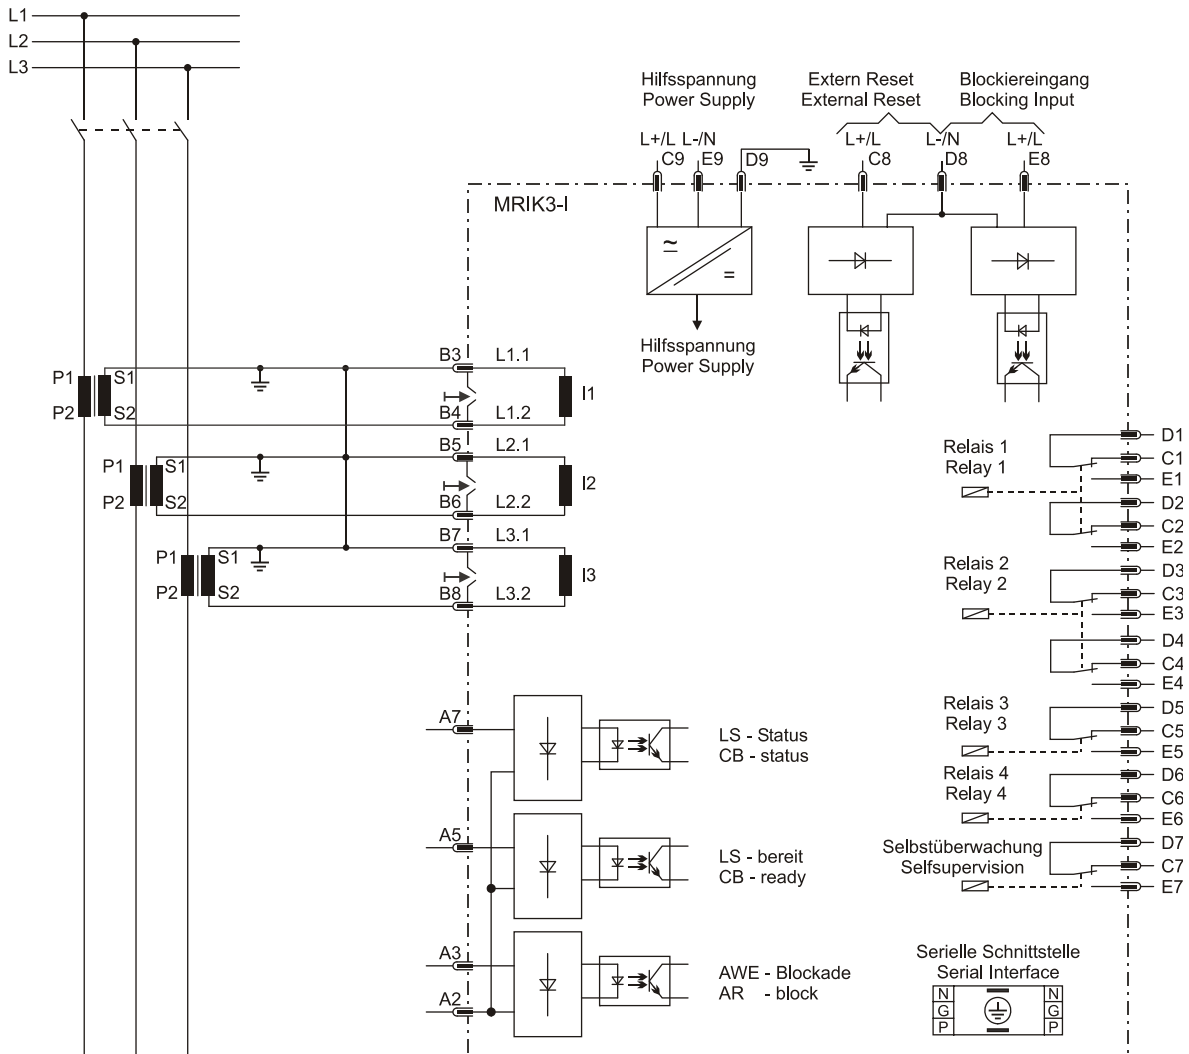 L1
L2
L3
Hilfsspannung
Power Supply
Extern Reset
External Reset
Blockiereingang
Blocking Input
L+/L L-/N
C9 E9 D9
L+/L L-/N L+/L
C8 D8 E8
MRIK3-I
≃
=
Hilfsspannung
Power Supply
P1 S1
P2 S2
B3 L1.1
B4 L1.2
I1
P1 S1
P2 S2
B5 L2.1
B6 L2.2
I2
P1 S1
P2 S2
B7 L3.1
B8 L3.2
I3
Relais 1
Relay 1
D1
C1
E1
D2
C2
E2
Relais 2
Relay 2
D3
C3
E3
D4
C4
E4
Relais 3
Relay 3
D5
C5
E5
Relais 4
Relay 4
D6
C6
E6
Selbstüberwachung
Selfsupervision
D7
C7
E7
A7
LS - Status
CB - status
A5
LS - bereit
CB - ready
A3
A2
AWE - Blockade
AR - block
Serielle Schnittstelle
Serial Interface
N N
G G
P P